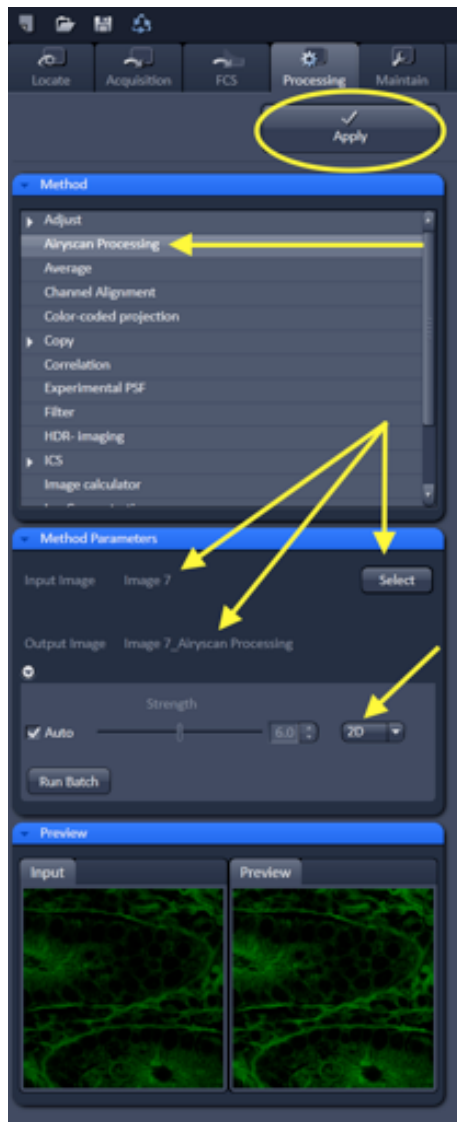 Locate Acquisition FCS Processing Maintain
Apply
Method
Adjust
Airyscan Processing
Average
Channel Alignment
Color-coded projection
Copy
Correlation
Experimental PSF
Filter
HDR- imaging
ICS
Image calculator
Method Parameters
Input Image Image 7 Select
Output Image Image 7_Airyscan Processing
Strength
Auto 6.0 2D
Run Batch
Preview
Input Preview